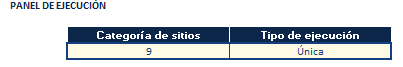 PANEL DE EJECUCIÓN
Categoría de sitios Tipo de ejecución
9 Única